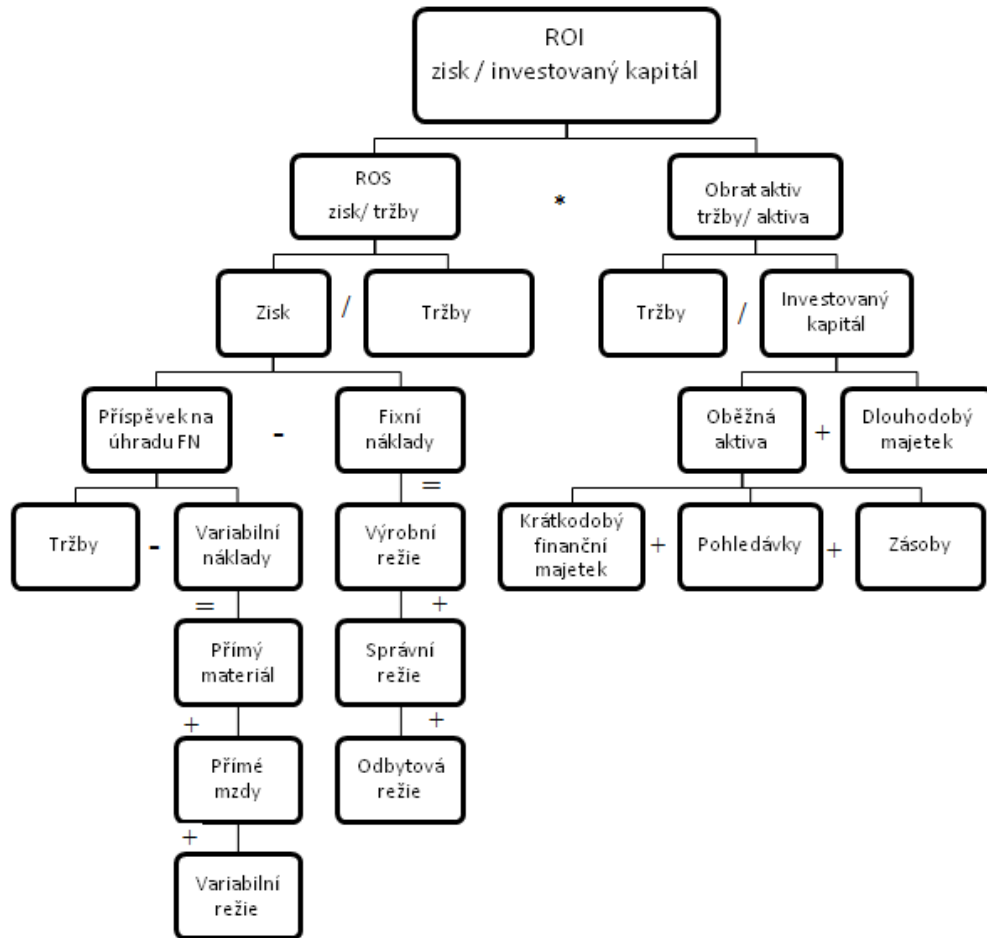 ROI
zisk / investovaný kapitál
ROS
zisk/ tržby
*
Obrat aktiv
tržby/ aktiva
Zisk
/
Tržby
Tržby
/
Investovaný
kapitál
Příspěvek na
úhradu FN
-
Fixní
náklady
Oběžná
aktiva
+
Dlouhodobý
majetek
=
Tržby
-
Variabilní
náklady
Výrobní
režie
Krátkodobý
finanční
majetek
+
Pohledávky
+
Zásoby
=
+
Přímý
materiál
Správní
režie
+
+
Přímé
mzdy
Odbytová
režie
+
Variabilní
režie